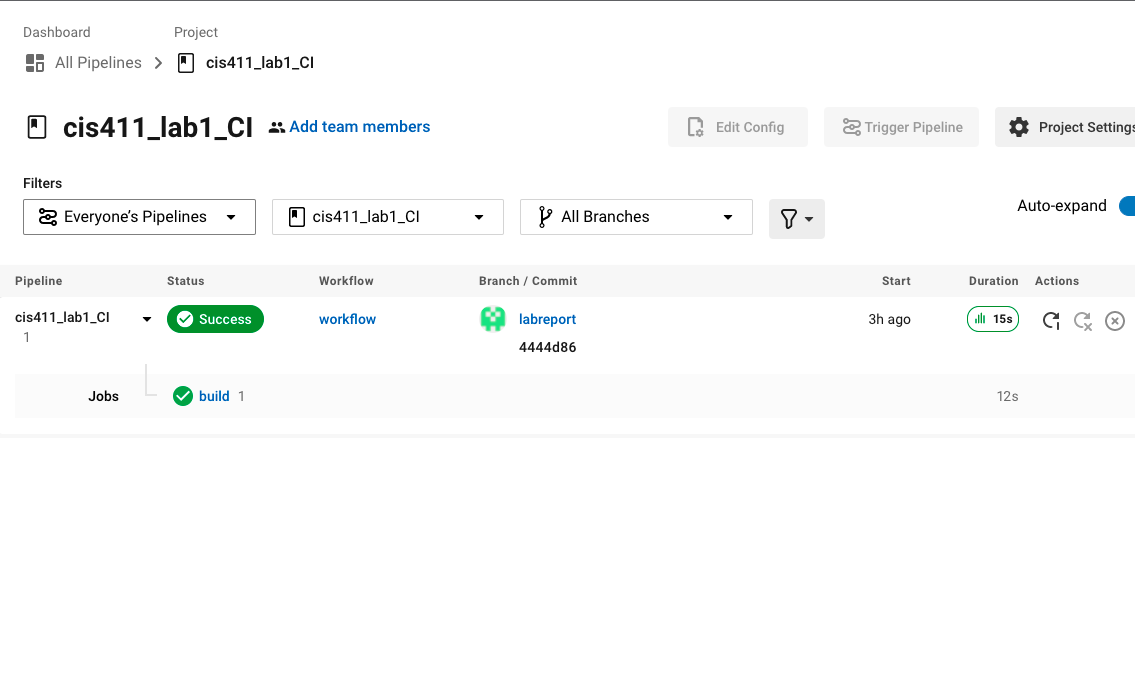 Dashboard Project
All Pipelines cis411_lab1_CI
cis411_lab1_CI Add team members Edit Config Trigger Pipeline Project Settings
Filters
Everyone’s Pipelines cis411_lab1_CI All Branches Auto-expand
Pipeline Status Workflow Branch / Commit Start Duration Actions
cis411_lab1_CI Success workflow labreport 3h ago 15s
1 4444d86
Jobs build 1 12s